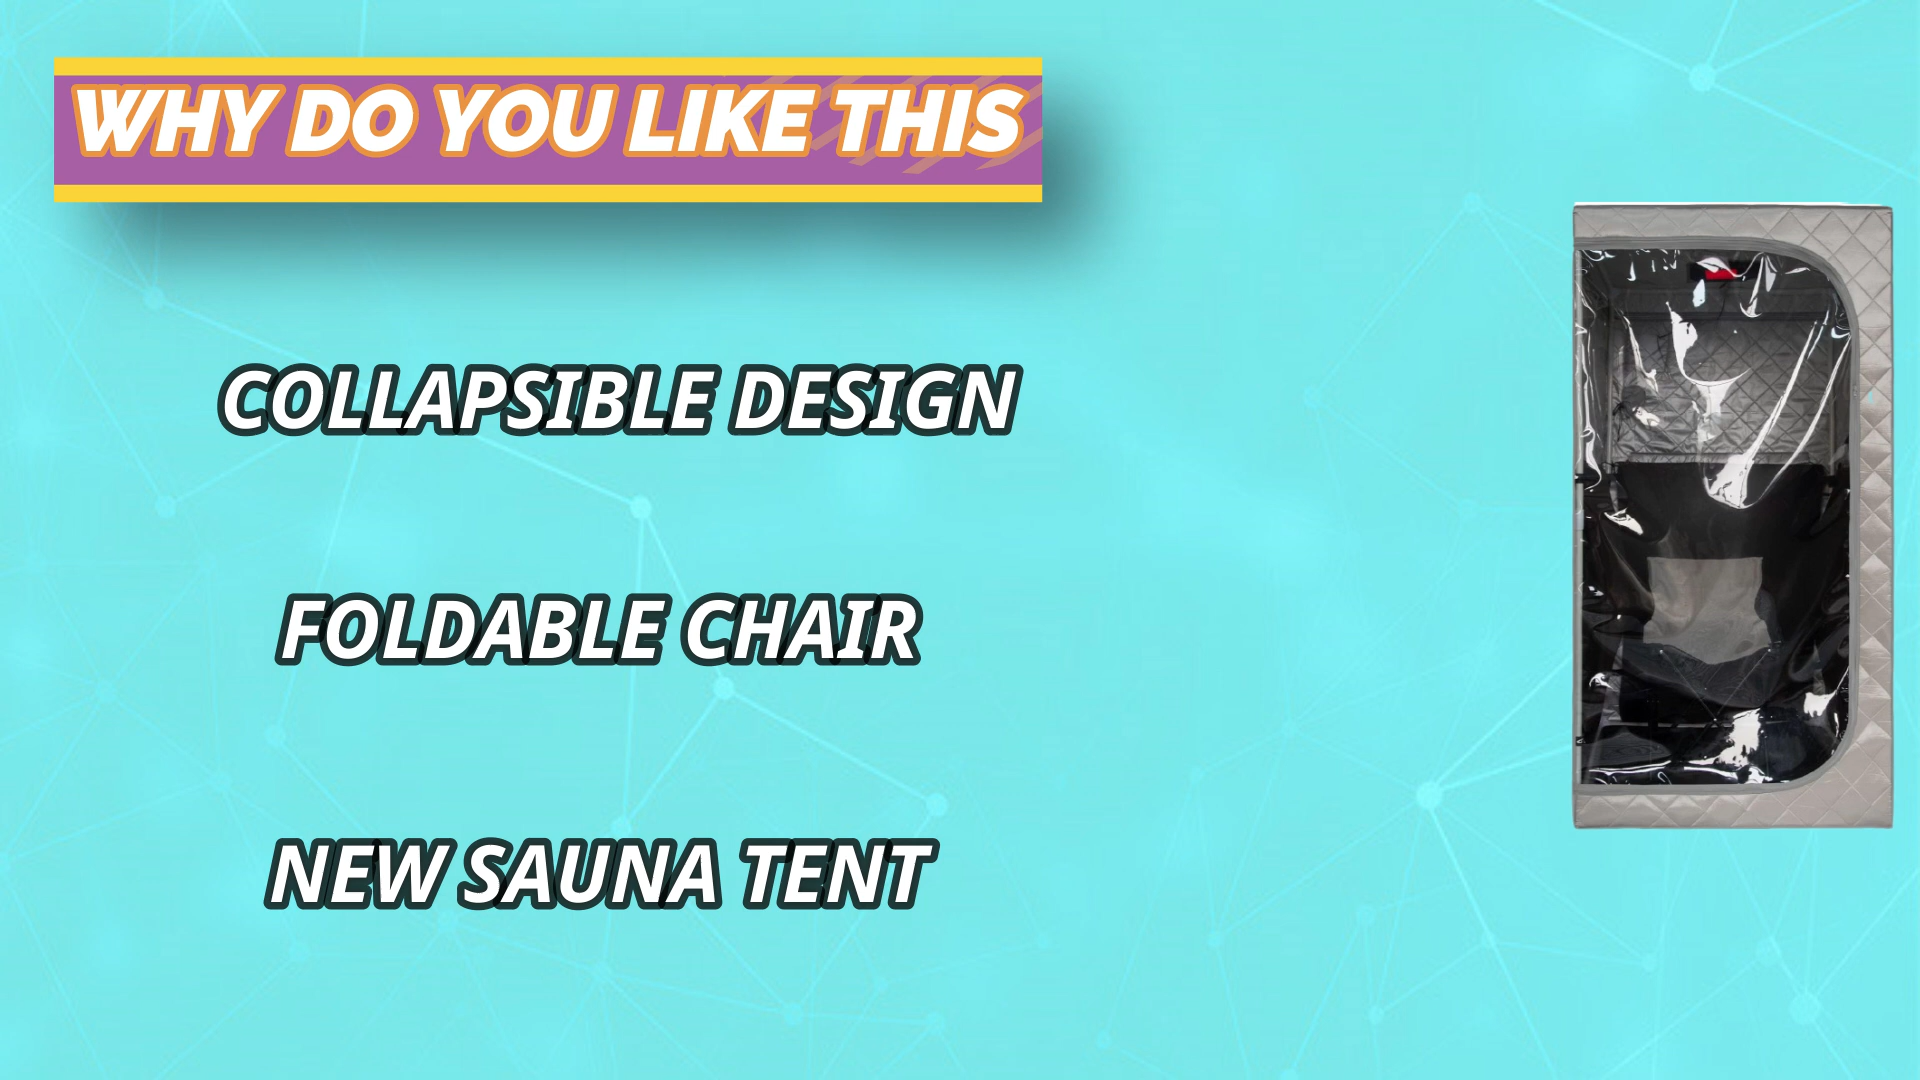 WHY DO YOU LIKE THIS
COLLAPSIBLE DESIGN
FOLDABLE CHAIR
NEW SAUNA TENT